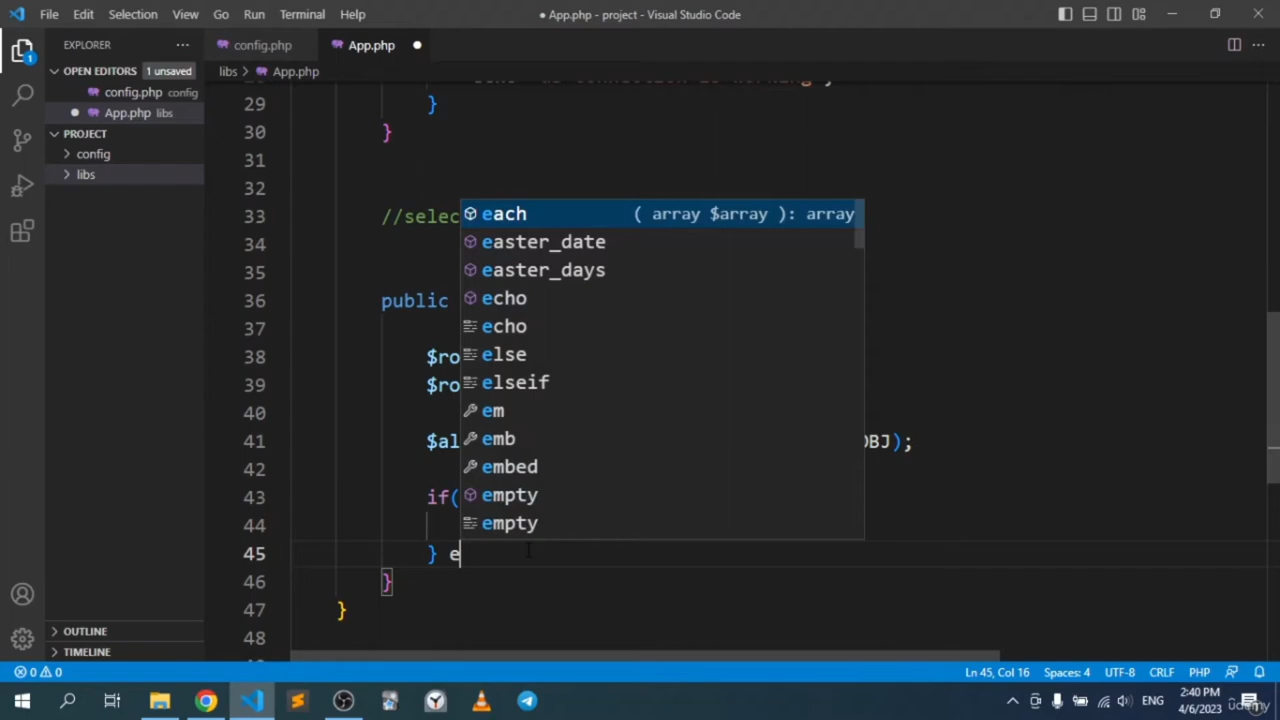 File Edit Selection View Go Run Terminal Help
● App.php - project - Visual Studio Code
EXPLORER
config.php
App.php
libs > App.php
OPEN EDITORS 1 unsaved
config.php config
App.php libs
PROJECT
config
libs
29 }
30 }
31
32
33 //selec
34
35
36 public
37
38 $ro
39 $ro
40
41 $al OBJ);
42
43 if(
44
45 } e
46 }
47 }
48
each ( array $array ): array
easter_date
easter_days
echo
echo
else
elseif
em
emb
embed
empty
empty
OUTLINE
TIMELINE
0 0
Ln 45, Col 16 Spaces: 4 UTF-8 CRLF PHP
ENG
2:40 PM
4/6/2023
udemy